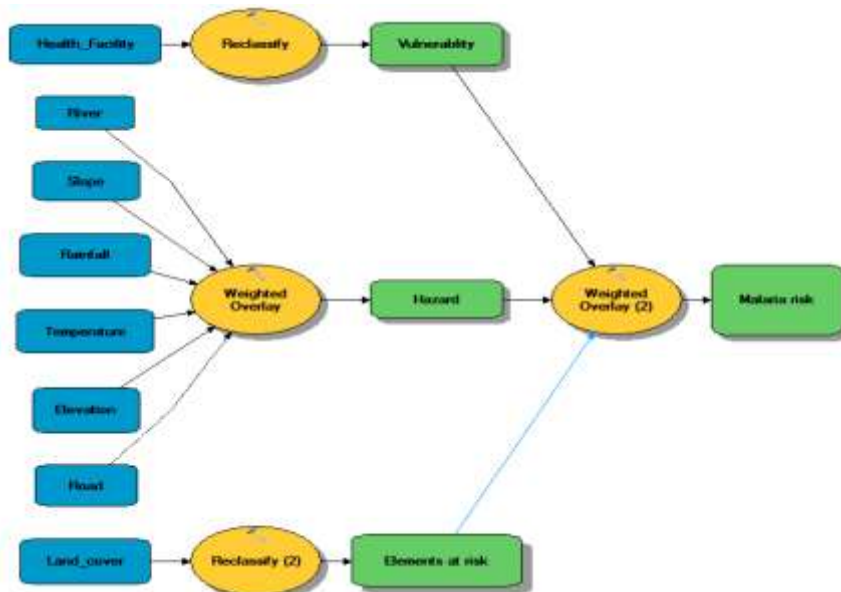 Health_Facility
Reclassify
Vulnerablity
River
Slope
Rainfall
Temperature
Elevation
Road
Weighted
Overlay
Hazard
Weighted
Overlay (2)
Malaria risk
Land_cover
Reclassify (2)
Elements at risk